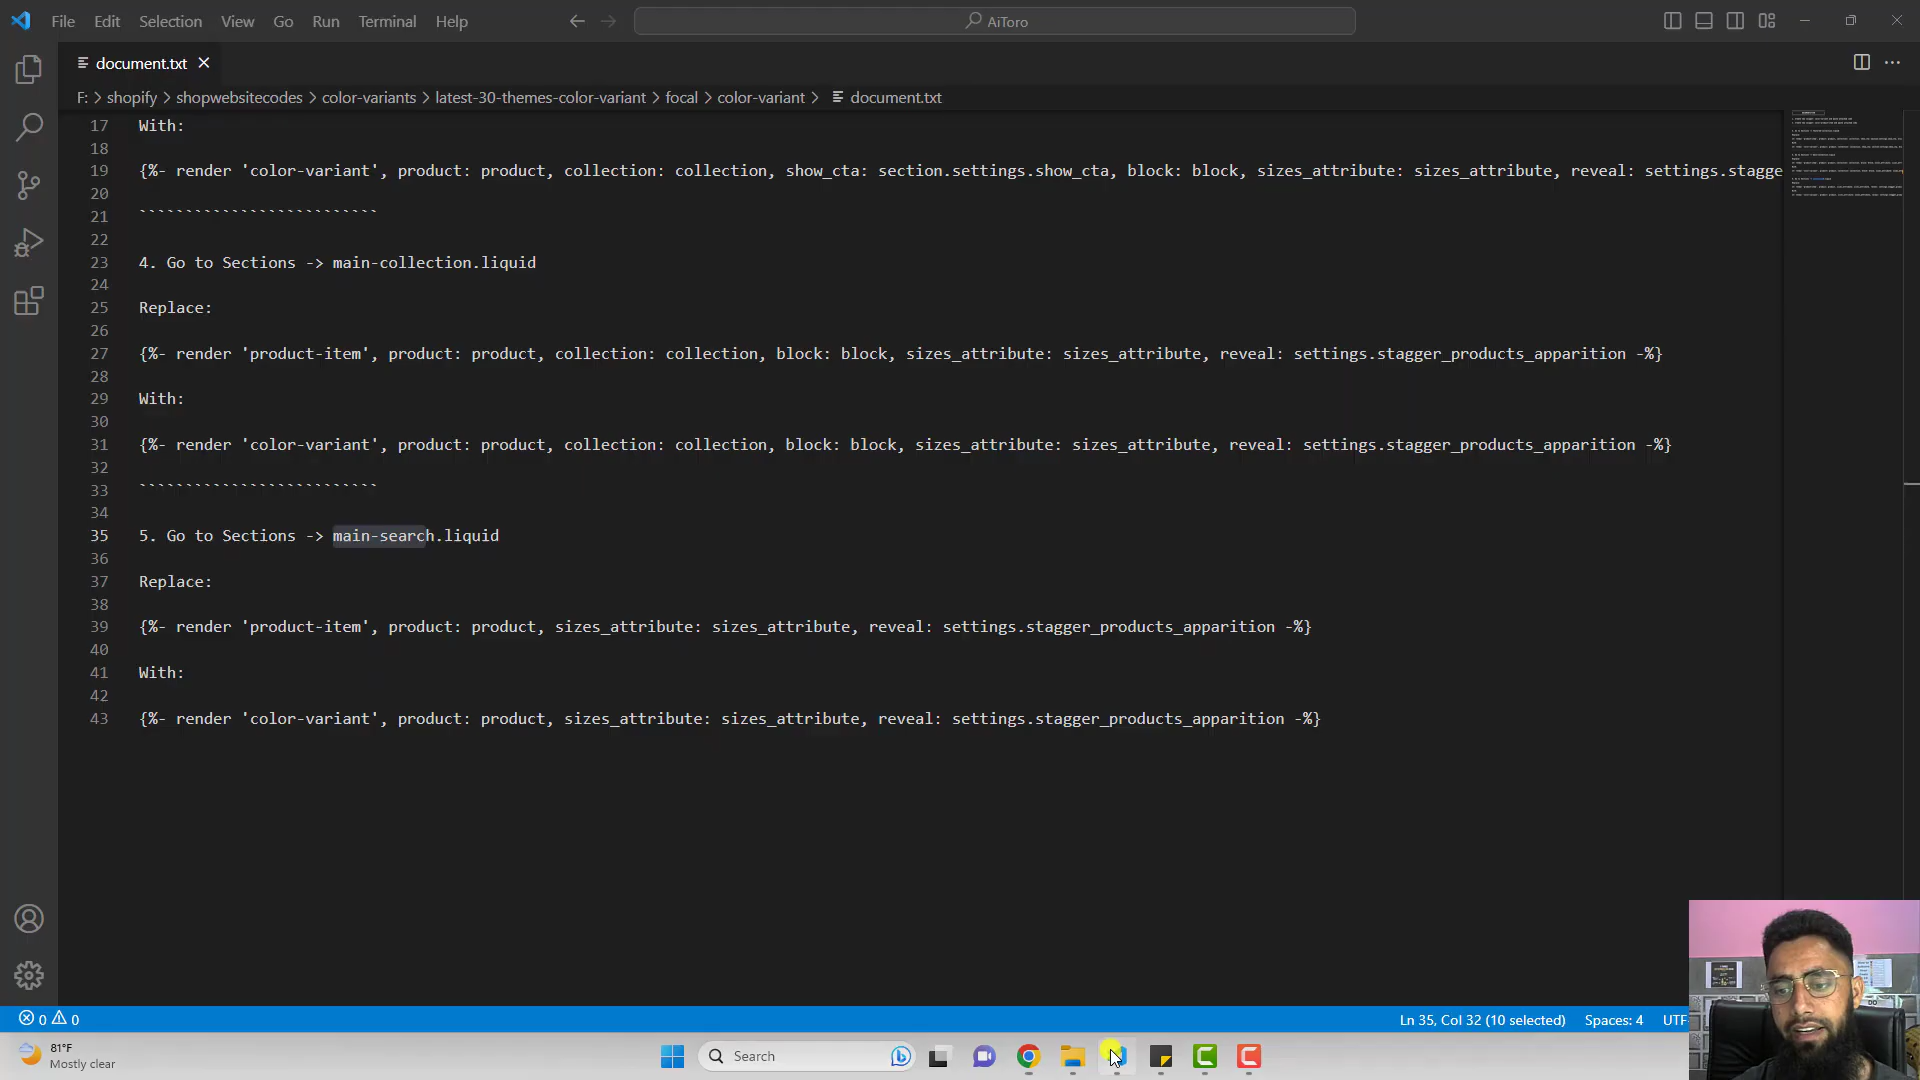 File Edit Selection View Go Run Terminal Help AiToro
document.txt
F: > shopify > shopwebsitecodes > color-variants > latest-30-themes-color-variant > focal > color-variant > document.txt
17 With:
18
19 {%- render 'color-variant', product: product, collection: collection, show_cta: section.settings.show_cta, block: block, sizes_attribute: sizes_attribute, reveal: settings.stagge
20
21 ``````````````````````````
22
23 4. Go to Sections -> main-collection.liquid
24
25 Replace:
26
27 {%- render 'product-item', product: product, collection: collection, block: block, sizes_attribute: sizes_attribute, reveal: settings.stagger_products_apparition -%}
28
29 With:
30
31 {%- render 'color-variant', product: product, collection: collection, block: block, sizes_attribute: sizes_attribute, reveal: settings.stagger_products_apparition -%}
32
33 ``````````````````````````
34
35 5. Go to Sections -> main-search.liquid
36
37 Replace:
38
39 {%- render 'product-item', product: product, sizes_attribute: sizes_attribute, reveal: settings.stagger_products_apparition -%}
40
41 With:
42
43 {%- render 'color-variant', product: product, sizes_attribute: sizes_attribute, reveal: settings.stagger_products_apparition -%}
0 0 Ln 35, Col 32 (10 selected) Spaces: 4 UTF-
81°F
Mostly clear
Search